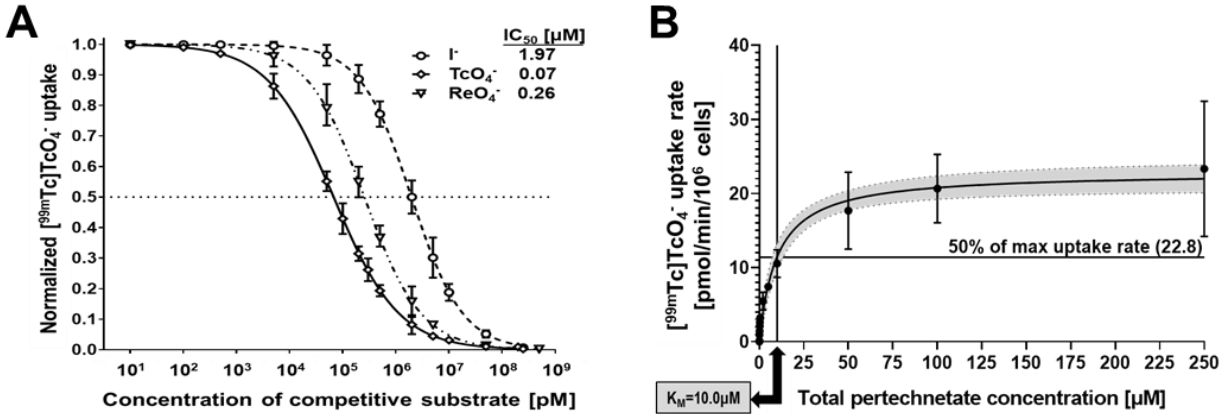 A
Normalized [⁹⁹ᵐTc]TcO₄⁻ uptake
1.0
0.9
0.8
0.7
0.6
0.5
0.4
0.3
0.2
0.1
0.0
IC₅₀ [µM]
I⁻ 1.97
TcO₄⁻ 0.07
ReO₄⁻ 0.26
10¹ 10² 10³ 10⁴ 10⁵ 10⁶ 10⁷ 10⁸ 10⁹
Concentration of competitive substrate [pM]
B
[⁹⁹ᵐTc]TcO₄⁻ uptake rate
[pmol/min/10⁶ cells]
40
30
20
10
0
50% of max uptake rate (22.8)
0 25 50 75 100 125 150 175 200 225 250
Total pertechnetate concentration [µM]
K_M=10.0µM